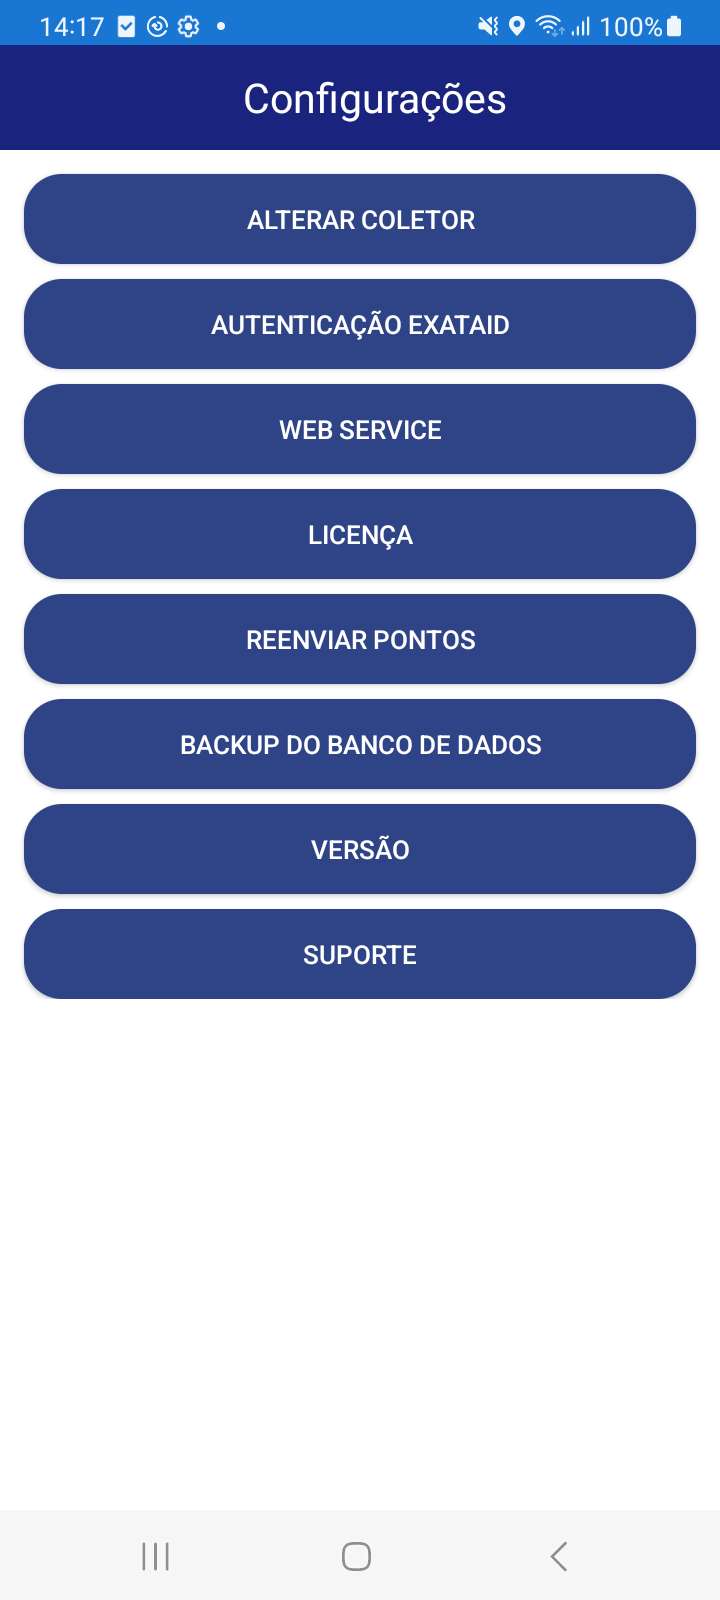 14:17 100%
Configurações
ALTERAR COLETOR
AUTENTICAÇÃO EXATAID
WEB SERVICE
LICENÇA
REENVIAR PONTOS
BACKUP DO BANCO DE DADOS
VERSÃO
SUPORTE